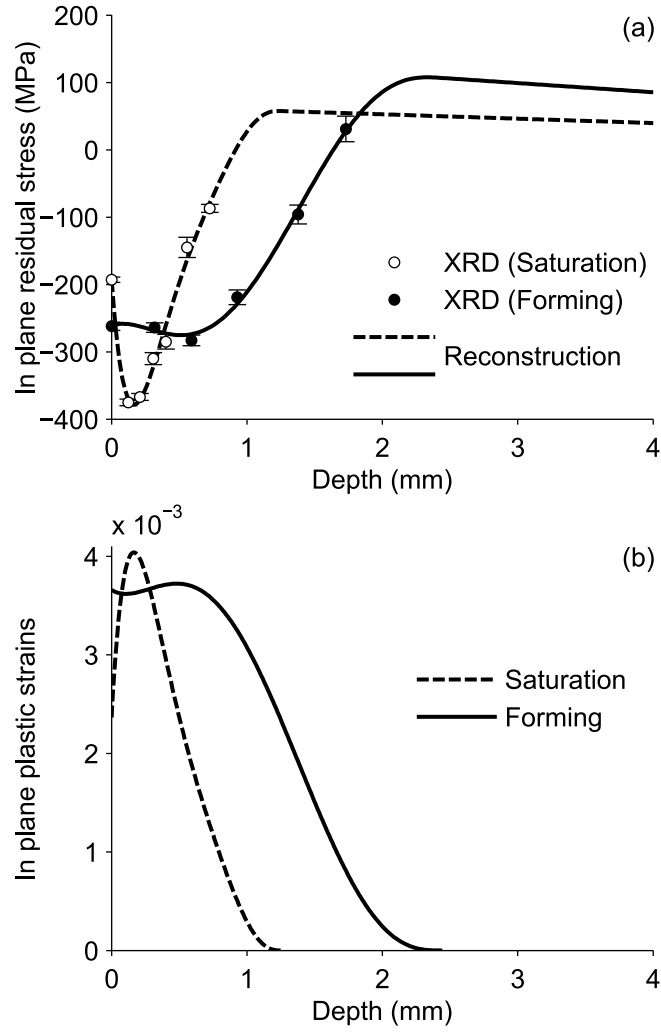 (a)
In plane residual stress (MPa)
200
100
0
−100
−200
−300
−400
XRD (Saturation)
XRD (Forming)
Reconstruction
0 1 2 3 4
Depth (mm)
(b)
x 10⁻³
In plane plastic strains
4
3
2
1
0
Saturation
Forming
0 1 2 3 4
Depth (mm)